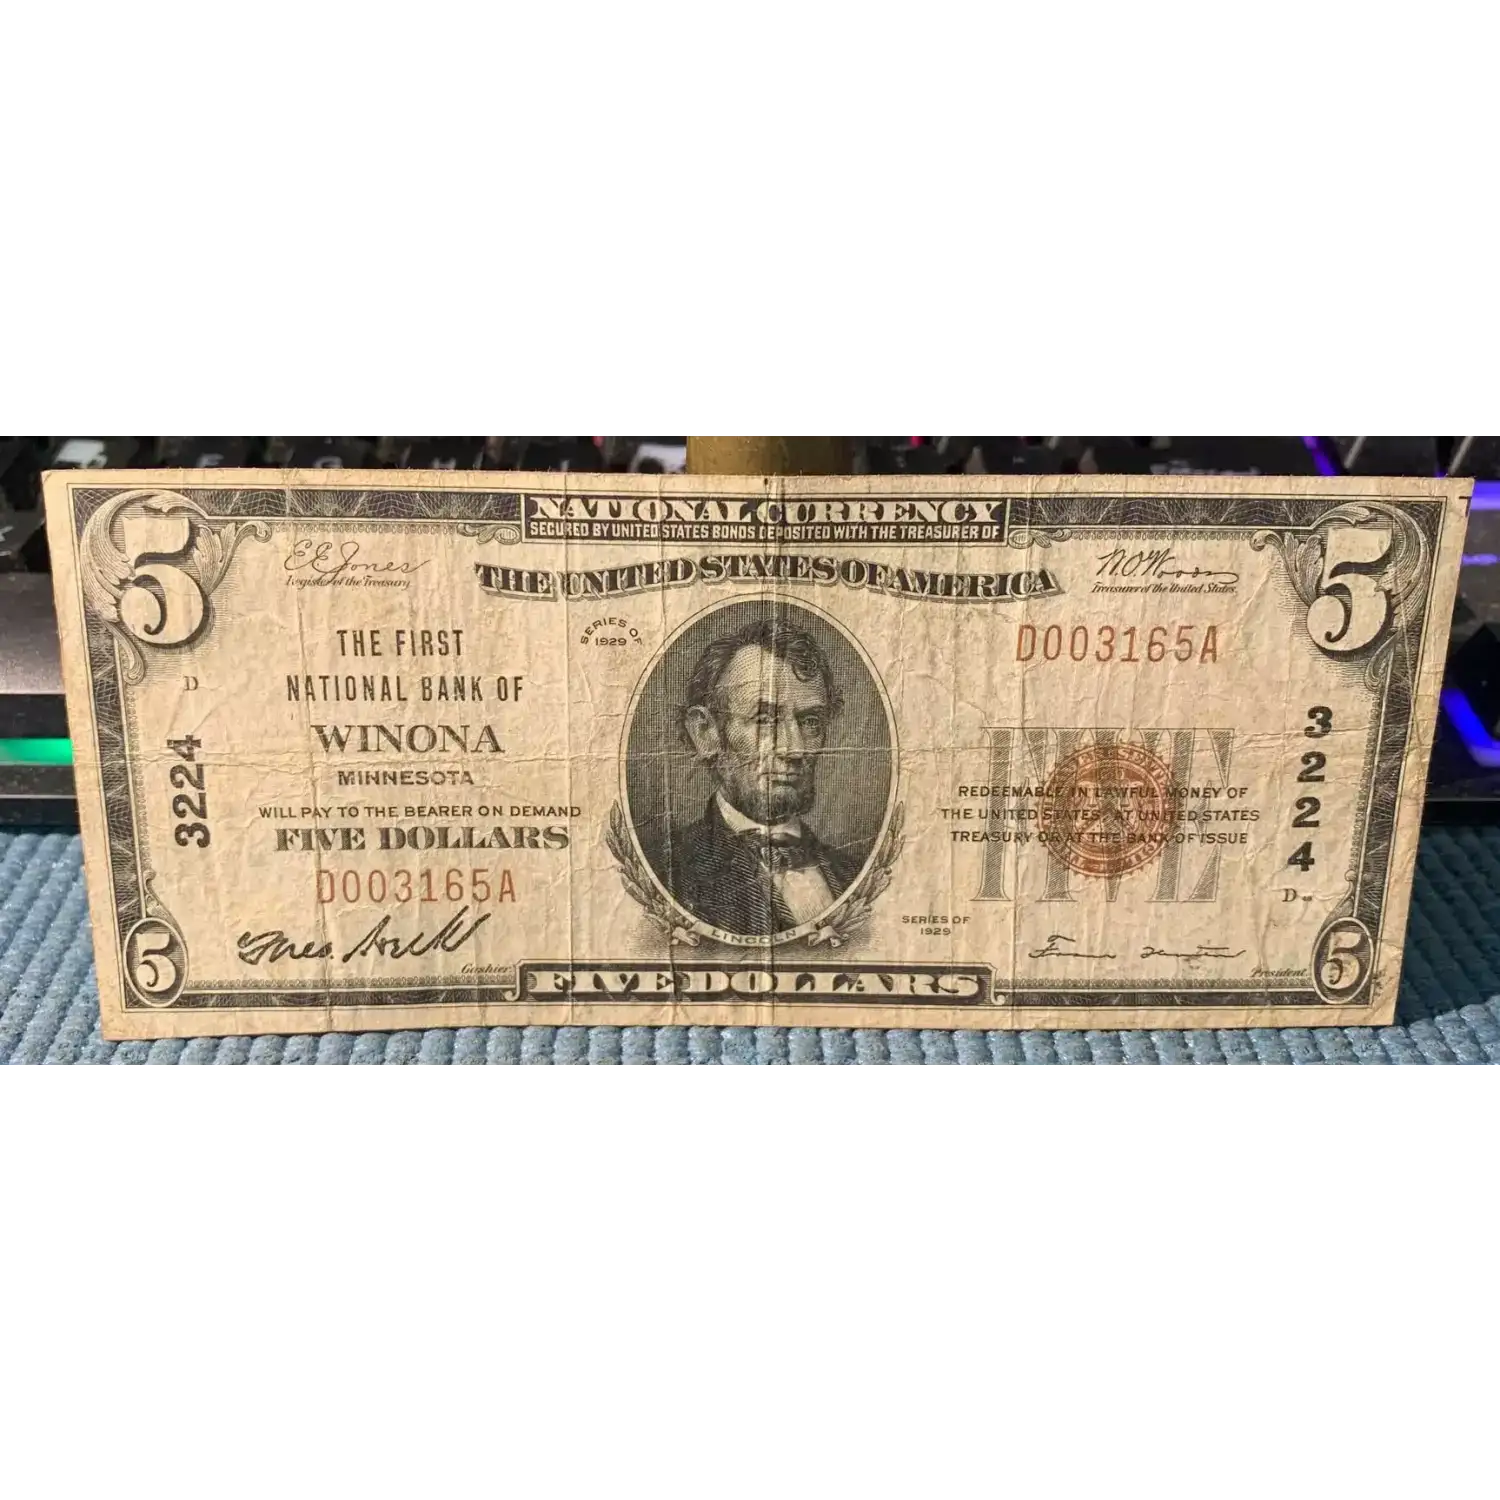 5
NATIONAL CURRENCY
SECURED BY UNITED STATES BONDS DEPOSITED WITH THE TREASURER OF
5
E E Jones
Register of the Treasury
THE UNITED STATES OF AMERICA
W. O. Woods
Treasurer of the United States.
SERIES OF
1929
THE FIRST
NATIONAL BANK OF
WINONA
MINNESOTA
WILL PAY TO THE BEARER ON DEMAND
FIVE DOLLARS
D003165A
D
3224
D003165A
3224
FIVE
REDEEMABLE IN LAWFUL MONEY OF
THE UNITED STATES, AT UNITED STATES
TREASURY OR AT THE BANK OF ISSUE
D
SERIES OF
1929
LINCOLN
Cashier
President
5
FIVE DOLLARS
5